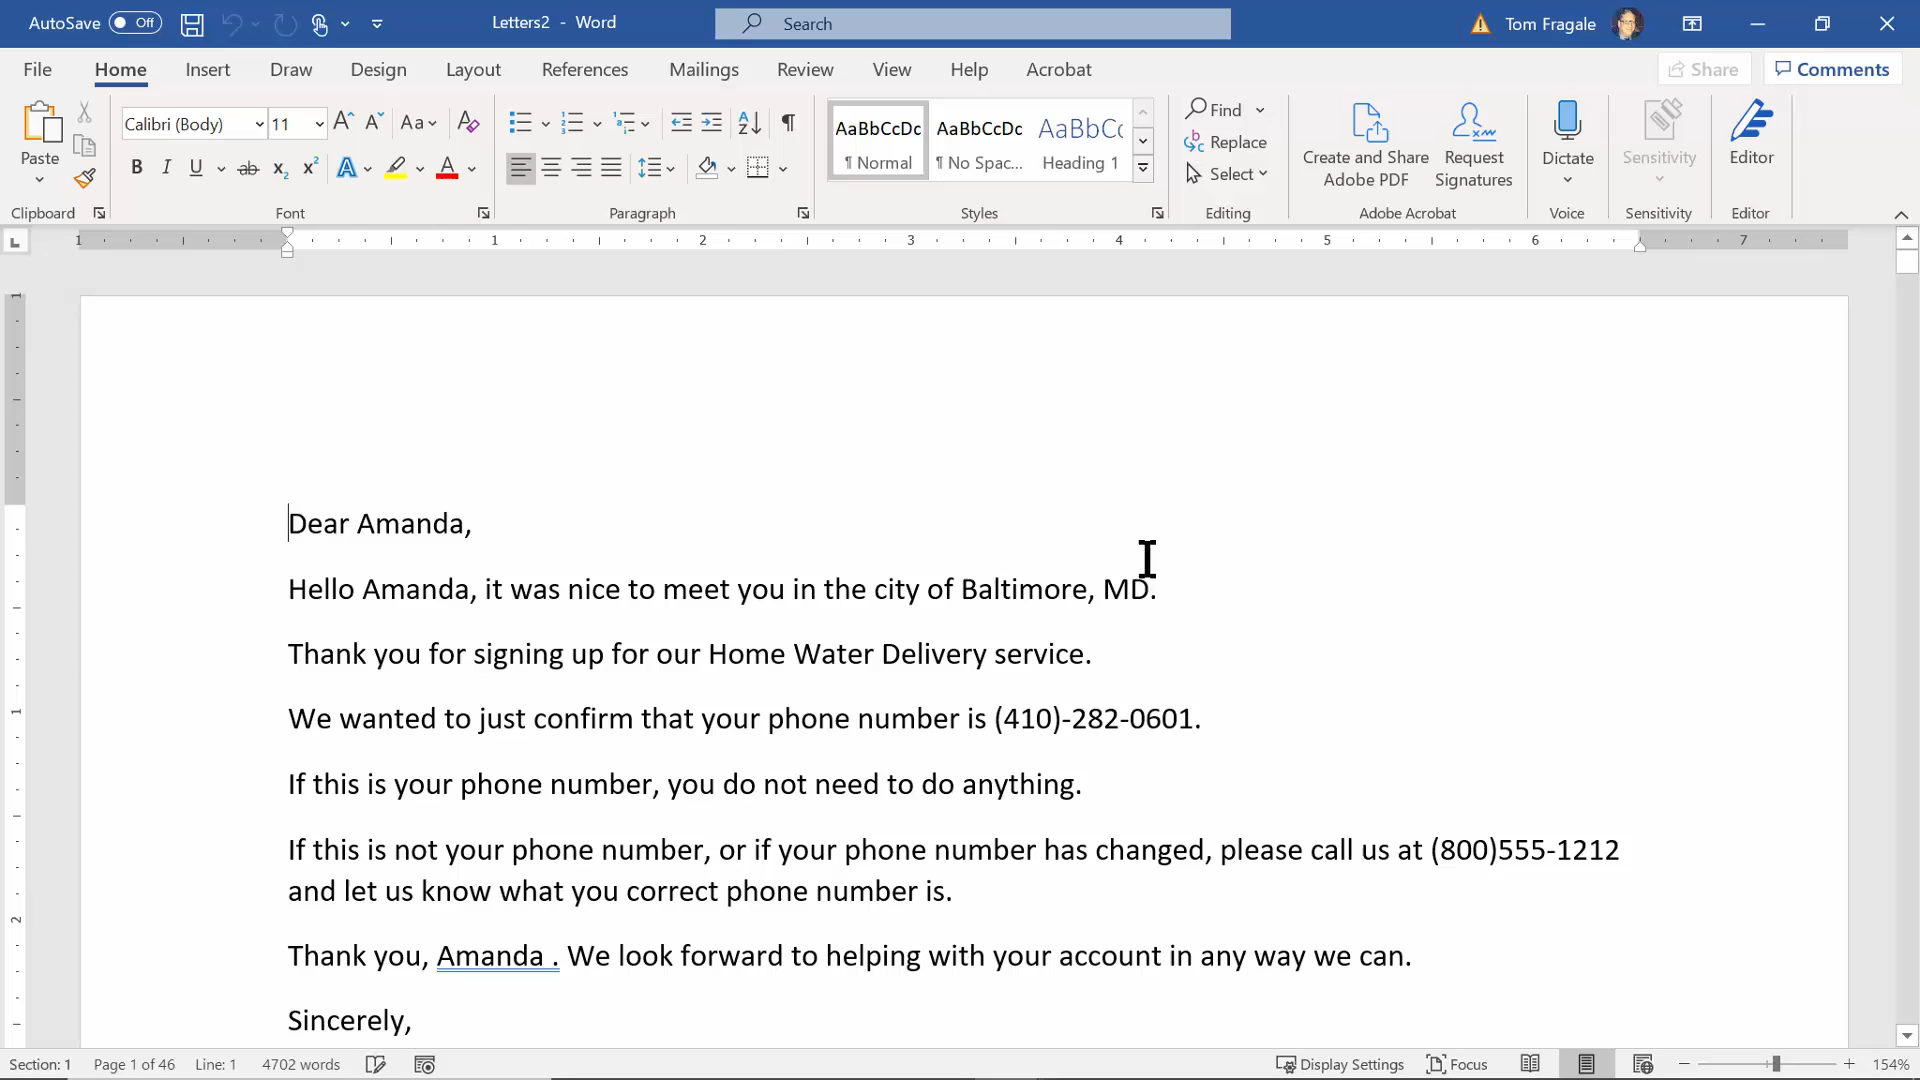 AutoSave Off Letters2 - Word Search Tom Fragale
File Home Insert Draw Design Layout References Mailings Review View Help Acrobat Share Comments
Paste Calibri (Body) 11 Aa AaBbCcDc AaBbCcDc AaBbCc Find Replace Select Create and Share Adobe PDF Request Signatures Dictate Sensitivity Editor
¶ Normal ¶ No Spac... Heading 1
Clipboard Font Paragraph Styles Editing Adobe Acrobat Voice Sensitivity Editor
1 1 2 3 4 5 6 7
Dear Amanda,
Hello Amanda, it was nice to meet you in the city of Baltimore, MD.
Thank you for signing up for our Home Water Delivery service.
We wanted to just confirm that your phone number is (410)-282-0601.
If this is your phone number, you do not need to do anything.
If this is not your phone number, or if your phone number has changed, please call us at (800)555-1212
and let us know what you correct phone number is.
Thank you, Amanda . We look forward to helping with your account in any way we can.
Sincerely,
Section: 1 Page 1 of 46 Line: 1 4702 words Display Settings Focus 154%